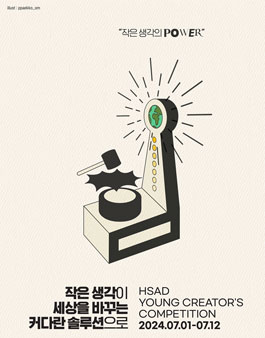 illust : ppaekko_xm
"작은 생각의 POWER"
작은 생각이
세상을 바꾸는
커다란 솔루션으로
HSAD
YOUNG CREATOR'S
COMPETITION
2024.07.01-07.12